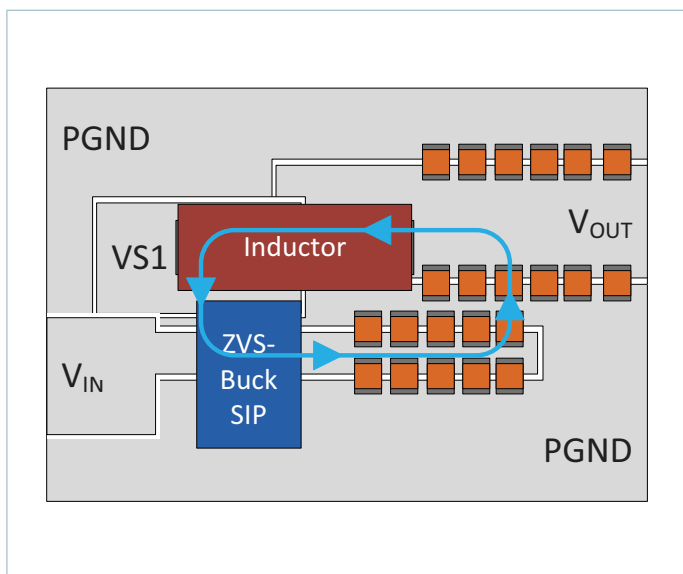 PGND
Inductor
VS1
VOUT
ZVS-
Buck
SIP
VIN
PGND